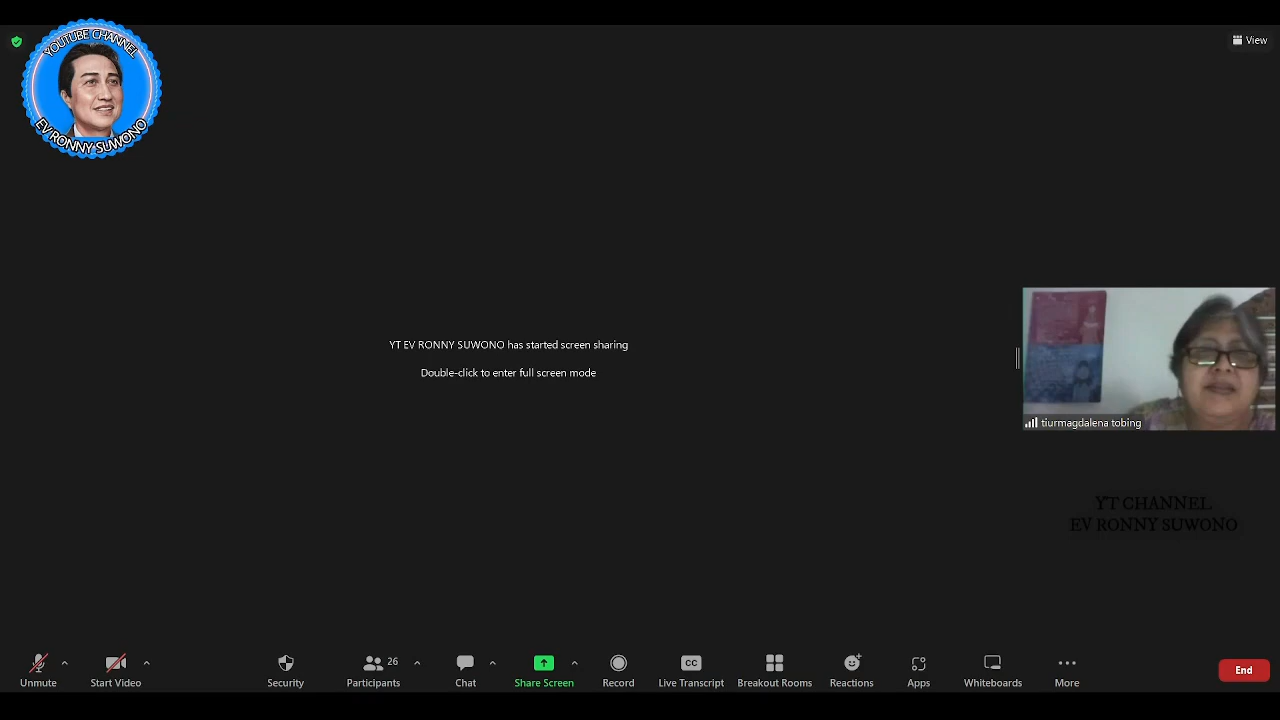 YOUTUBE CHANNEL
EV RONNY SUWONO
View
YT EV RONNY SUWONO has started screen sharing
Double-click to enter full screen mode
tiurmagdalena tobing
YT CHANNEL
EV RONNY SUWONO
Unmute
Start Video
Security
26
Participants
Chat
Share Screen
Record
CC
Live Transcript
Breakout Rooms
Reactions
Apps
Whiteboards
More
End